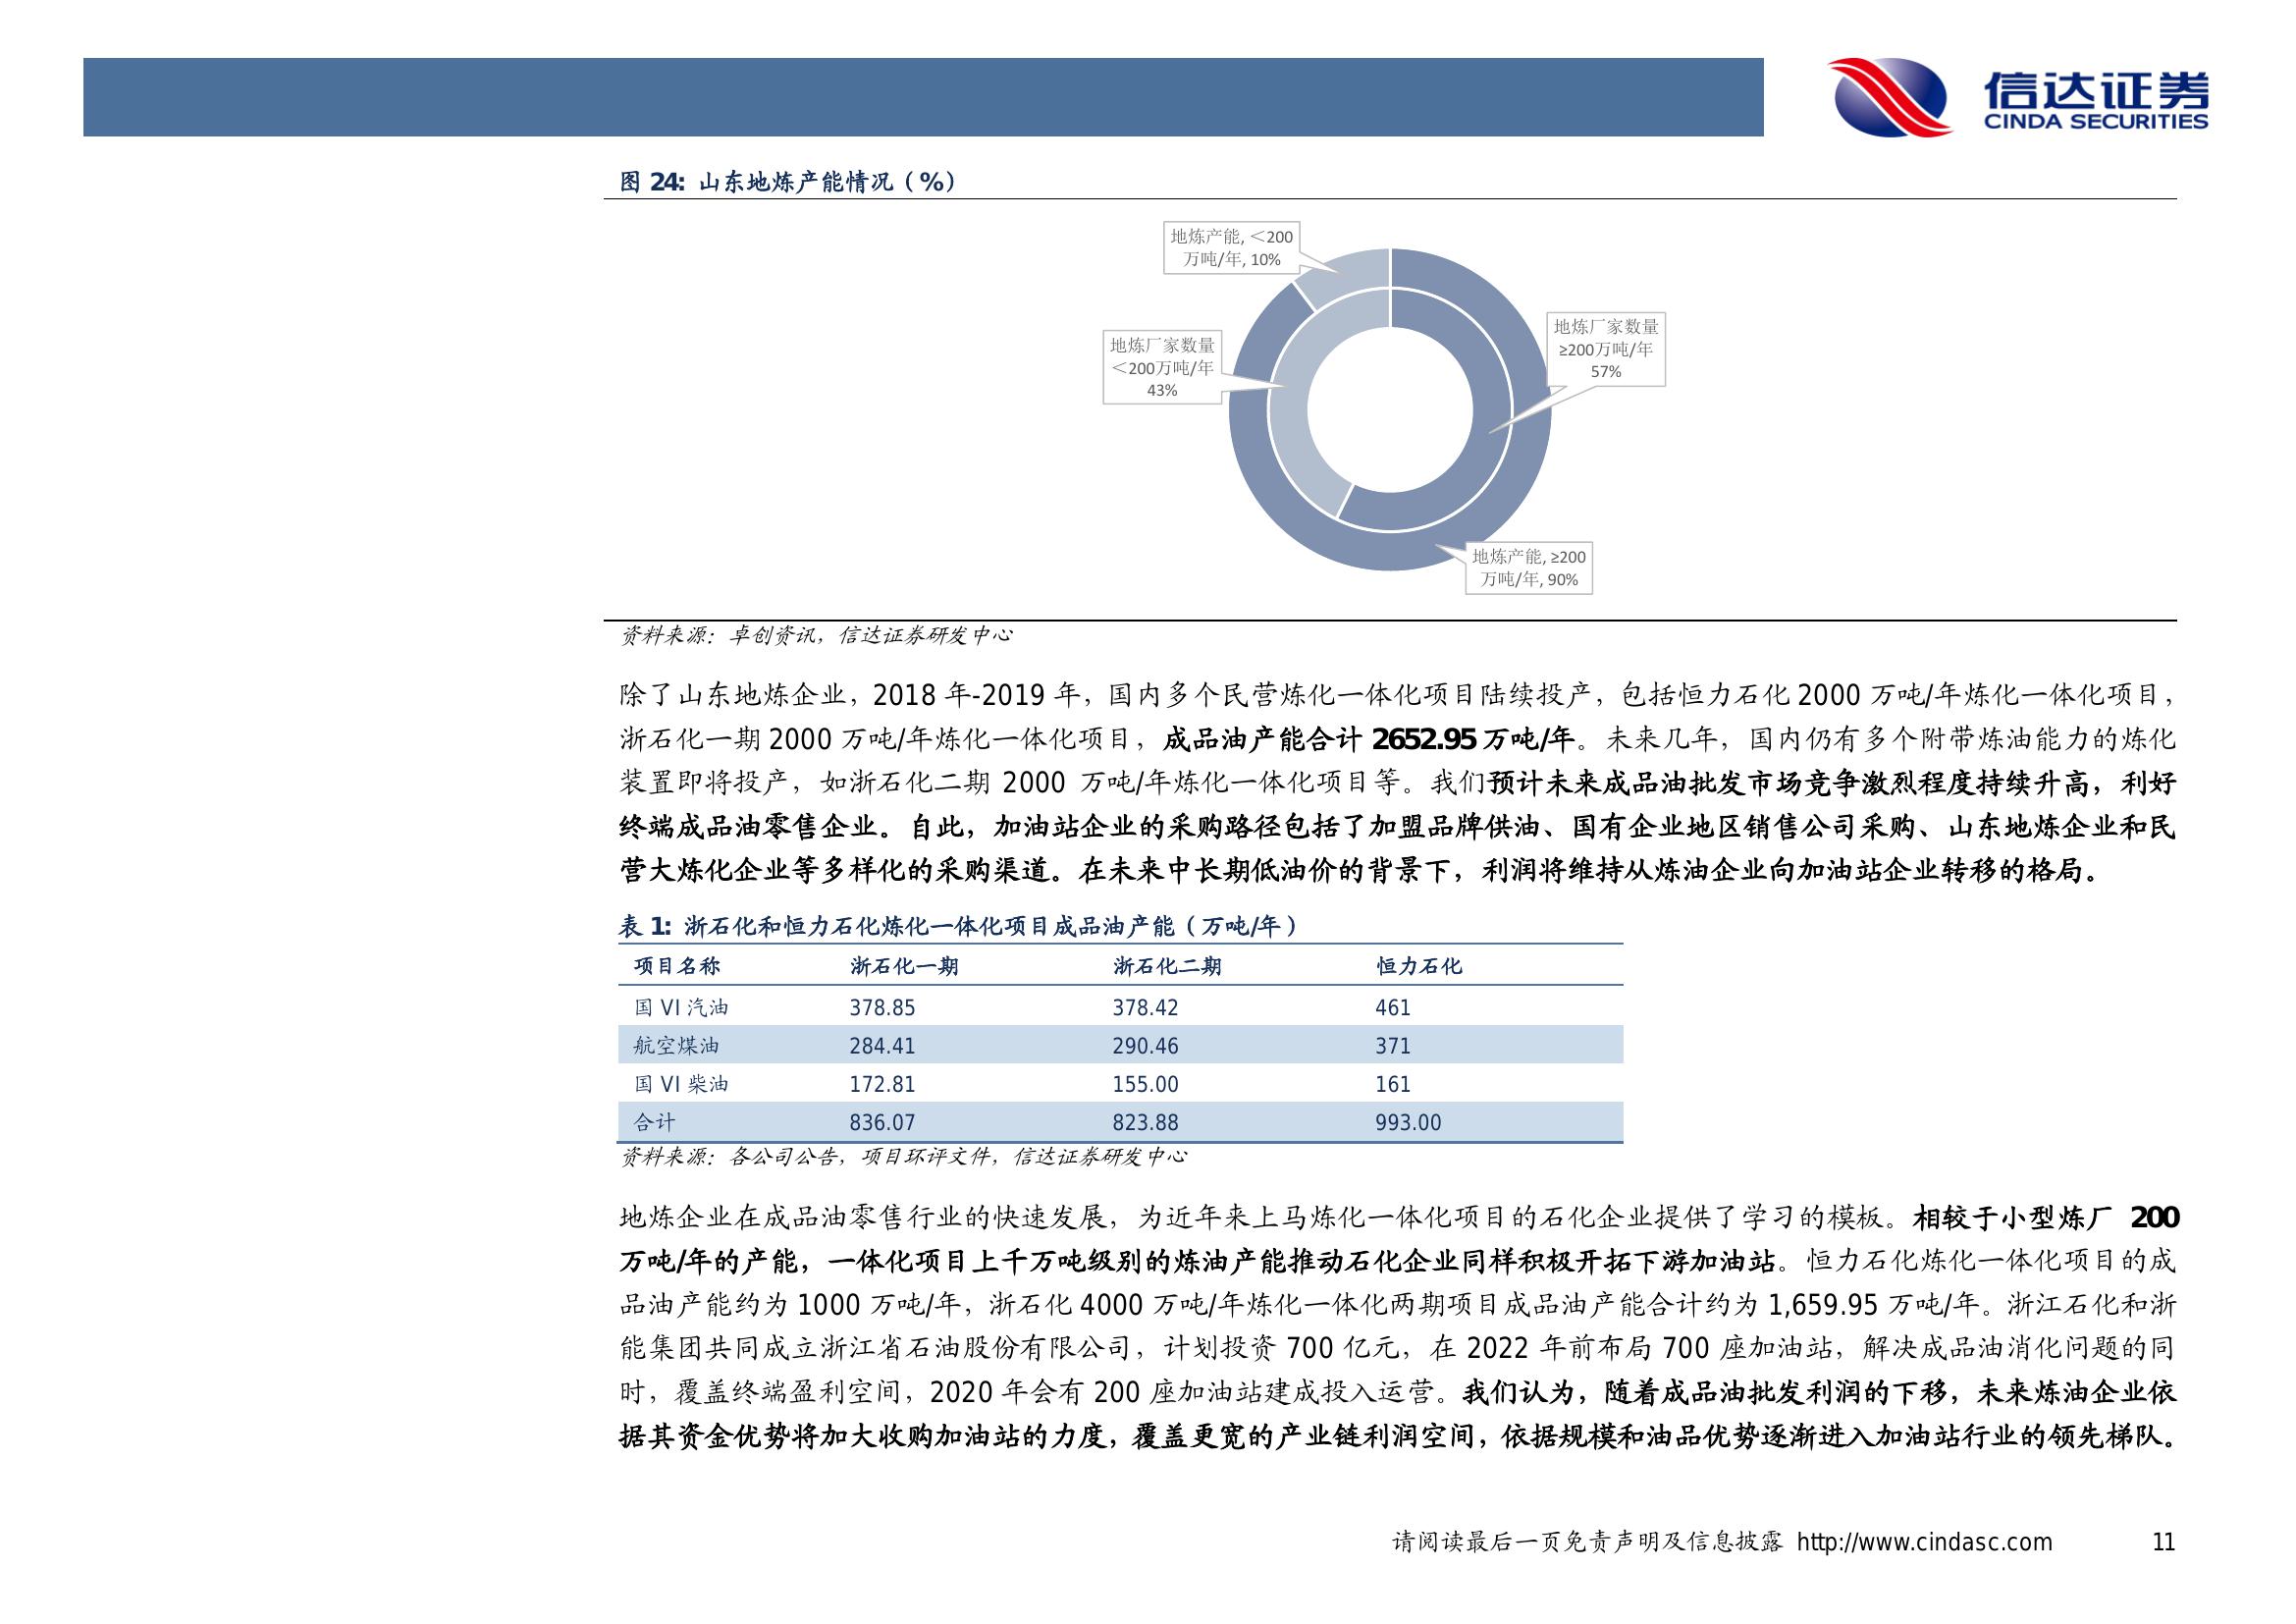 信达证券
CINDA SECURITIES
图 24: 山东地炼产能情况（%）
地炼产能, ＜200
万吨/年, 10%
地炼厂家数量
≥200万吨/年
57%
地炼厂家数量
＜200万吨/年
43%
地炼产能, ≥200
万吨/年, 90%
资料来源：卓创资讯，信达证券研发中心
除了山东地炼企业，2018 年-2019 年，国内多个民营炼化一体化项目陆续投产，包括恒力石化 2000 万吨/年炼化一体化项目，
浙石化一期 2000 万吨/年炼化一体化项目，成品油产能合计 2652.95 万吨/年。未来几年，国内仍有多个附带炼油能力的炼化
装置即将投产，如浙石化二期 2000 万吨/年炼化一体化项目等。我们预计未来成品油批发市场竞争激烈程度持续升高，利好
终端成品油零售企业。自此，加油站企业的采购路径包括了加盟品牌供油、国有企业地区销售公司采购、山东地炼企业和民
营大炼化企业等多样化的采购渠道。在未来中长期低油价的背景下，利润将维持从炼油企业向加油站企业转移的格局。
表 1: 浙石化和恒力石化炼化一体化项目成品油产能（万吨/年）
项目名称 浙石化一期 浙石化二期 恒力石化
国 VI 汽油 378.85 378.42 461
航空煤油 284.41 290.46 371
国 VI 柴油 172.81 155.00 161
合计 836.07 823.88 993.00
资料来源：各公司公告，项目环评文件，信达证券研发中心
地炼企业在成品油零售行业的快速发展，为近年来上马炼化一体化项目的石化企业提供了学习的模板。相较于小型炼厂 200
万吨/年的产能，一体化项目上千万吨级别的炼油产能推动石化企业同样积极开拓下游加油站。恒力石化炼化一体化项目的成
品油产能约为 1000 万吨/年，浙石化 4000 万吨/年炼化一体化两期项目成品油产能合计约为 1,659.95 万吨/年。浙江石化和浙
能集团共同成立浙江省石油股份有限公司，计划投资 700 亿元，在 2022 年前布局 700 座加油站，解决成品油消化问题的同
时，覆盖终端盈利空间，2020 年会有 200 座加油站建成投入运营。我们认为，随着成品油批发利润的下移，未来炼油企业依
据其资金优势将加大收购加油站的力度，覆盖更宽的产业链利润空间，依据规模和油品优势逐渐进入加油站行业的领先梯队。
请阅读最后一页免责声明及信息披露 http://www.cindasc.com 11